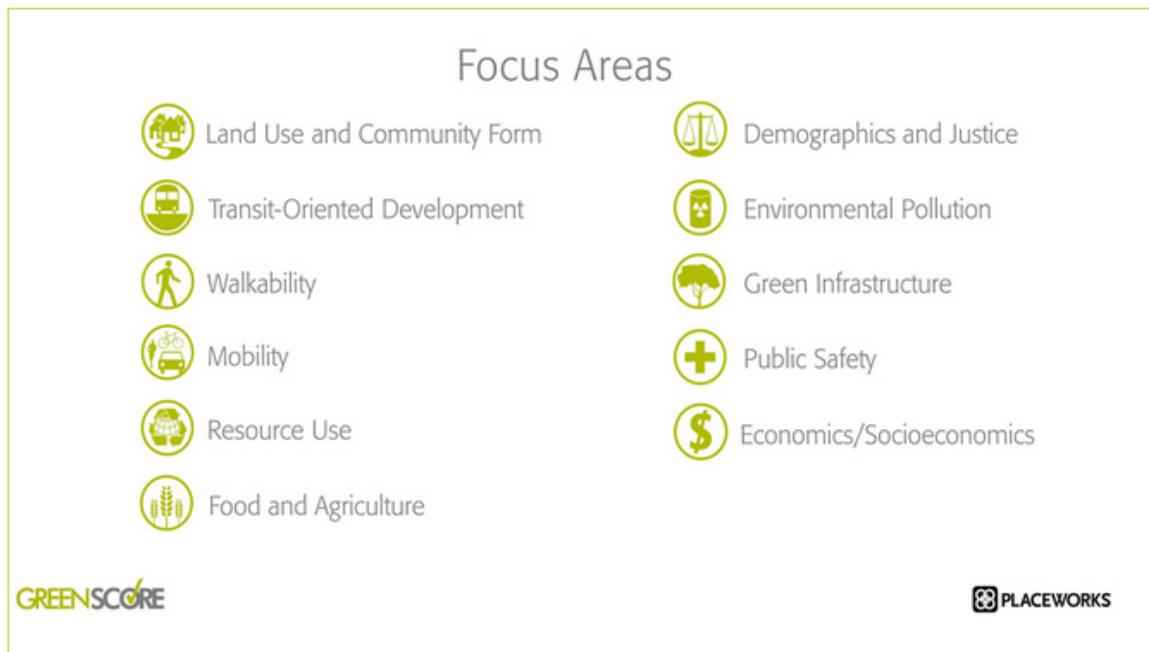 Focus Areas
Land Use and Community Form
Transit-Oriented Development
Walkability
Mobility
Resource Use
Food and Agriculture
Demographics and Justice
Environmental Pollution
Green Infrastructure
Public Safety
$ Economics/Socioeconomics
GREENSCORE
PLACEWORKS